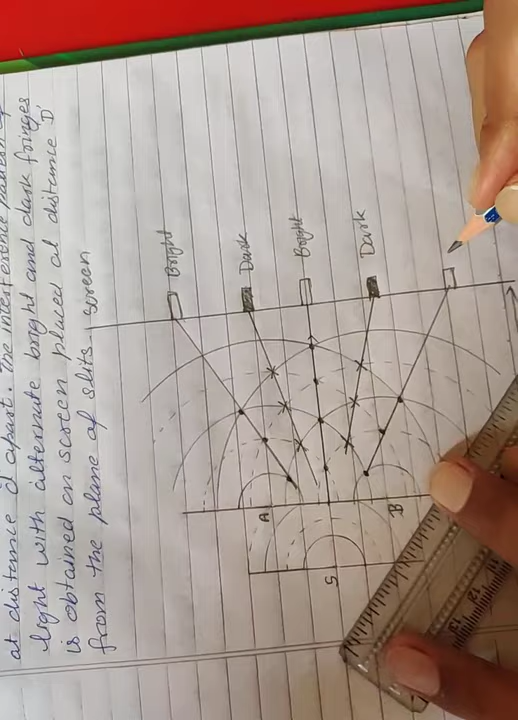 at distance d apart. The interference pattern of
light with alternate bright and dark fringes
is obtained on screen placed at distance 'D'
from the plane of slits.
screen
Bright
Dark
Bright
Dark
A
B
S